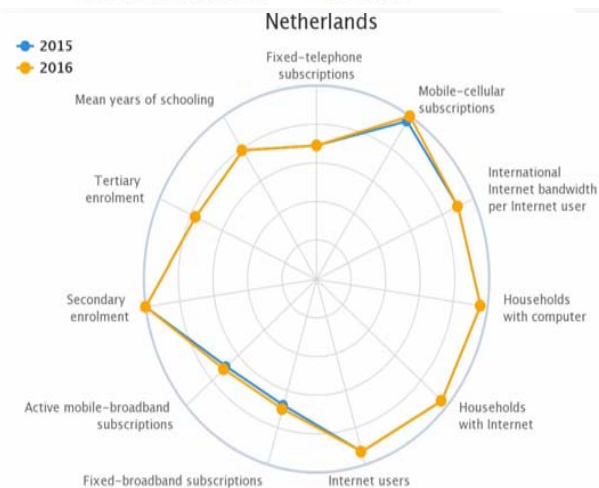 Netherlands
2015
2016
Fixed-telephone
subscriptions
Mobile-cellular
subscriptions
International
Internet bandwidth
per Internet user
Households
with computer
Households
with Internet
Internet users
Fixed-broadband subscriptions
Active mobile-broadband
subscriptions
Secondary
enrolment
Tertiary
enrolment
Mean years of schooling